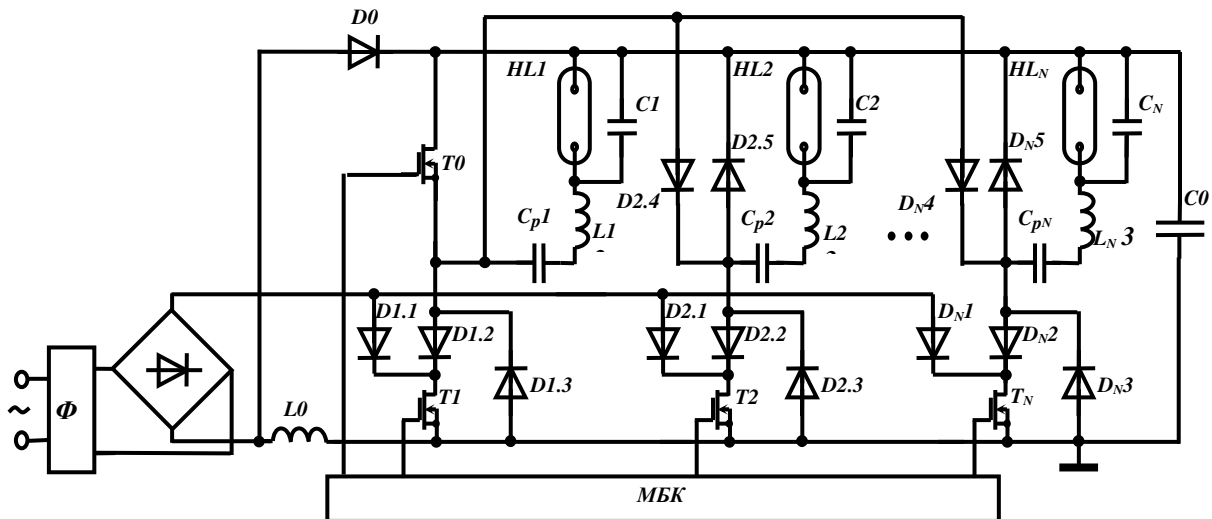 D0
HL1
C1
HL2
C2
HLN
CN
T0
D2.5
DN5
D2.4
Cp1
L1
Cp2
L2
DN4
•••
CpN
LN 3
C0
D1.1
D1.2
D2.1
D2.2
DN1
DN2
D1.3
D2.3
DN3
T1
T2
TN
Ф
~
L0
МБК